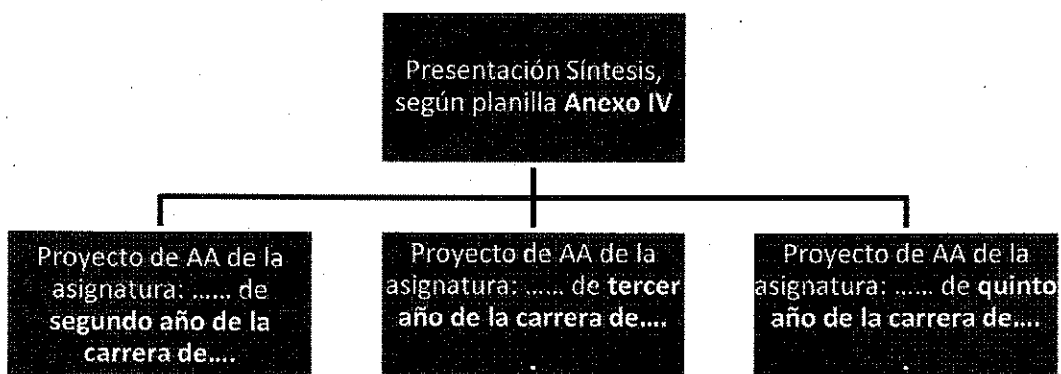 Presentación Síntesis,
según planilla Anexo IV
Proyecto de AA de la
asignatura: ...... de
segundo año de la
carrera de....
Proyecto de AA de la
asignatura: ...... de tercer
año de la carrera de....
Proyecto de AA de la
asignatura: ...... de quinto
año de la carrera de....